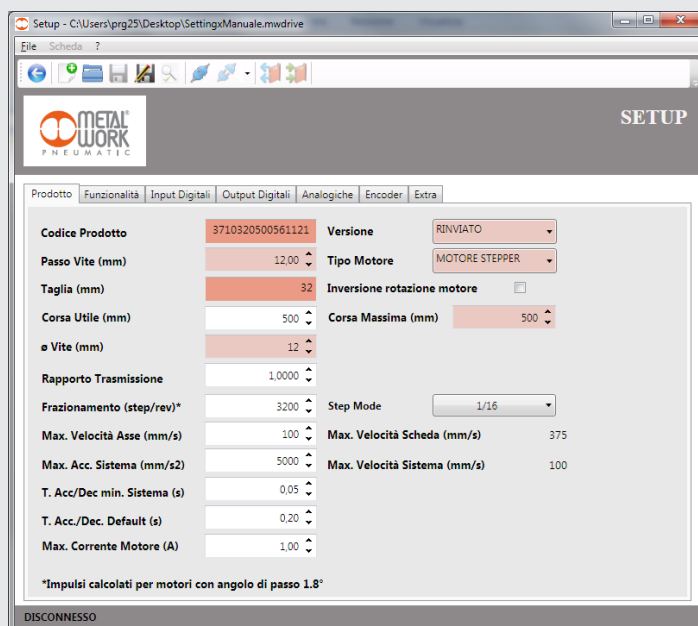 Setup - C:\Users\prg25\Desktop\SettingxManuale.mwdrive
File Scheda ?
METAL®
WORK
PNEUMATIC
SETUP
Prodotto Funzionalità Input Digitali Output Digitali Analogiche Encoder Extra
Codice Prodotto 3710320500561121 Versione RINVIATO
Passo Vite (mm) 12,00 Tipo Motore MOTORE STEPPER
Taglia (mm) 32 Inversione rotazione motore
Corsa Utile (mm) 500 Corsa Massima (mm) 500
ø Vite (mm) 12
Rapporto Trasmissione 1,0000
Frazionamento (step/rev)* 3200 Step Mode 1/16
Max. Velocità Asse (mm/s) 100 Max. Velocità Scheda (mm/s) 375
Max. Acc. Sistema (mm/s2) 5000 Max. Velocità Sistema (mm/s) 100
T. Acc/Dec min. Sistema (s) 0,05
T. Acc./Dec. Default (s) 0,20
Max. Corrente Motore (A) 1,00
*Impulsi calcolati per motori con angolo di passo 1.8°
DISCONNESSO